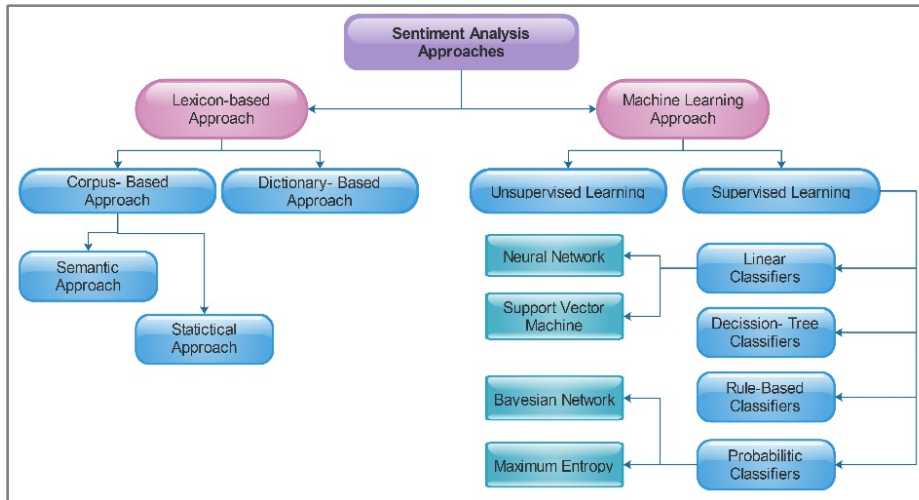 Sentiment Analysis
Approaches
Lexicon-based
Approach
Machine Learning
Approach
Corpus- Based
Approach
Dictionary- Based
Approach
Unsupervised Learning
Supervised Learning
Semantic
Approach
Statictical
Approach
Neural Network
Support Vector
Machine
Bayesian Network
Maximum Entropy
Linear
Classifiers
Decission- Tree
Classifiers
Rule-Based
Classifiers
Probabilitic
Classifiers